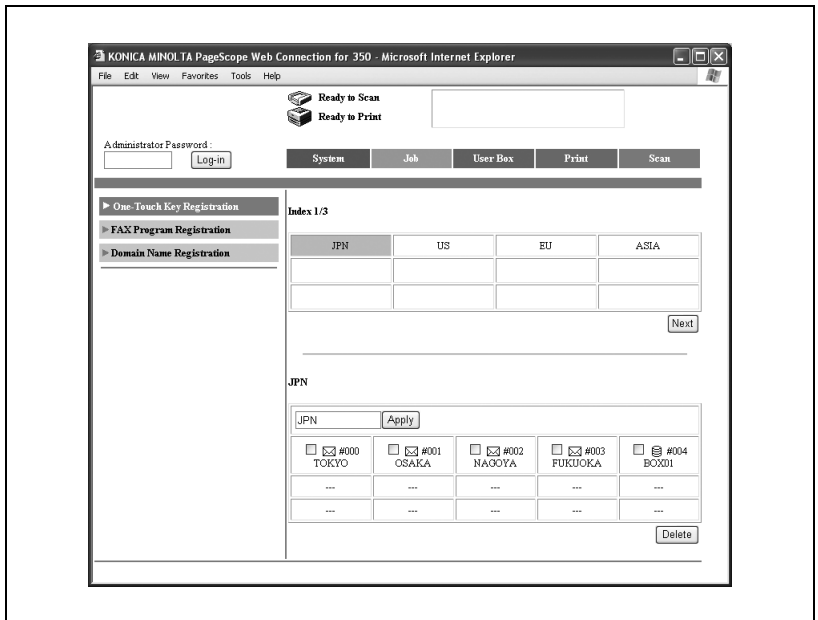 KONICA MINOLTA PageScope Web Connection for 350 - Microsoft Internet Explorer
File Edit View Favorites Tools Help
Ready to Scan
Ready to Print
Administrator Password :
Log-in
System Job User Box Print Scan
One-Touch Key Registration
FAX Program Registration
Domain Name Registration
Index 1/3
JPN US EU ASIA
Next
JPN
JPN Apply
#000 #001 #002 #003 #004
TOKYO OSAKA NAGOYA FUKUOKA BOX01
--- --- --- --- ---
--- --- --- --- ---
Delete